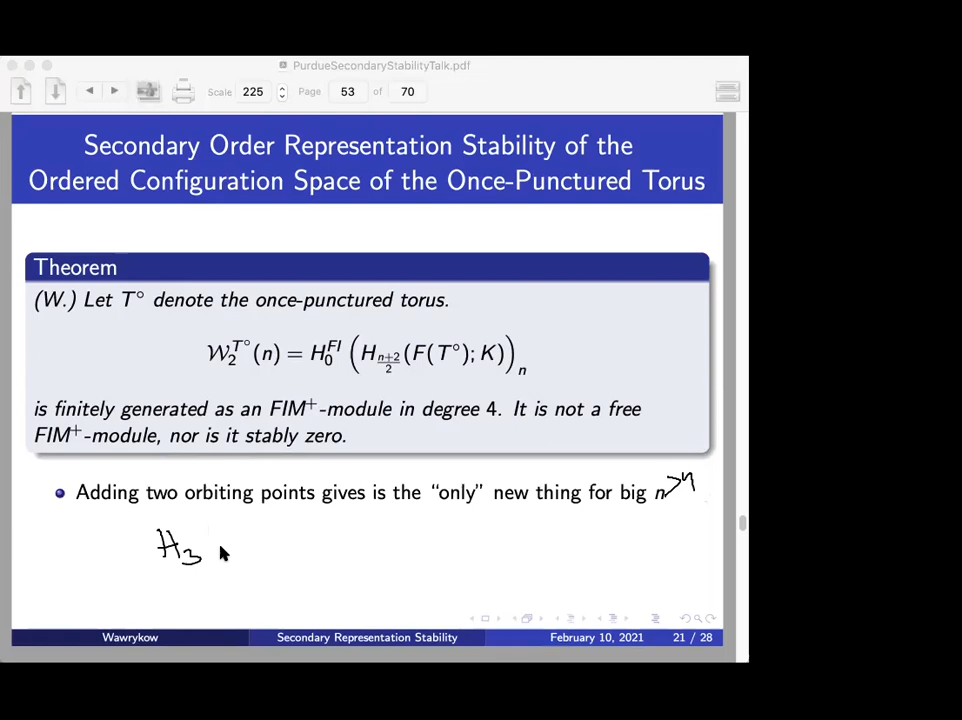 PurdueSecondaryStabilityTalk.pdf
Scale 225 Page 53 of 70
Secondary Order Representation Stability of the
Ordered Configuration Space of the Once-Punctured Torus
Theorem
(W.) Let T° denote the once-punctured torus.
𝒲₂^{T°}(n) = H₀^{FI} (H_{\frac{n+2}{2}}(F(T°); K))_n
is finitely generated as an FIM⁺-module in degree 4. It is not a free
FIM⁺-module, nor is it stably zero.
Adding two orbiting points gives is the “only” new thing for big n > 4
H₃
Wawrykow Secondary Representation Stability February 10, 2021 21 / 28